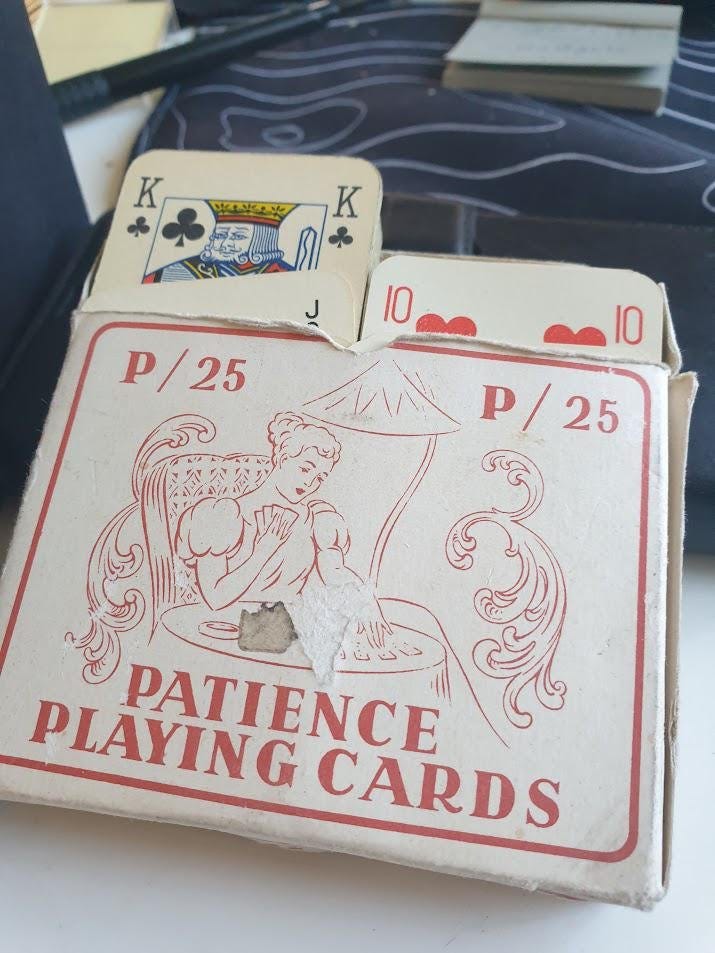 K K
J
10 10
P/25 P/25
PATIENCE
PLAYING CARDS